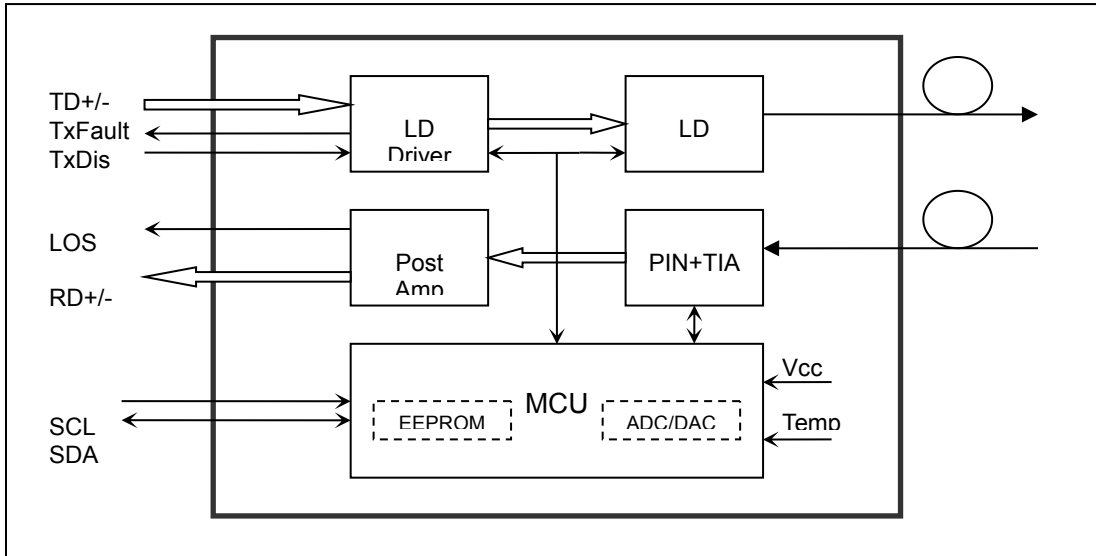 TD+/-
TxFault
TxDis
LD
Driver
LD
LOS
RD+/-
Post
Amp
PIN+TIA
SCL
SDA
MCU
EEPROM
ADC/DAC
Vcc
Temp